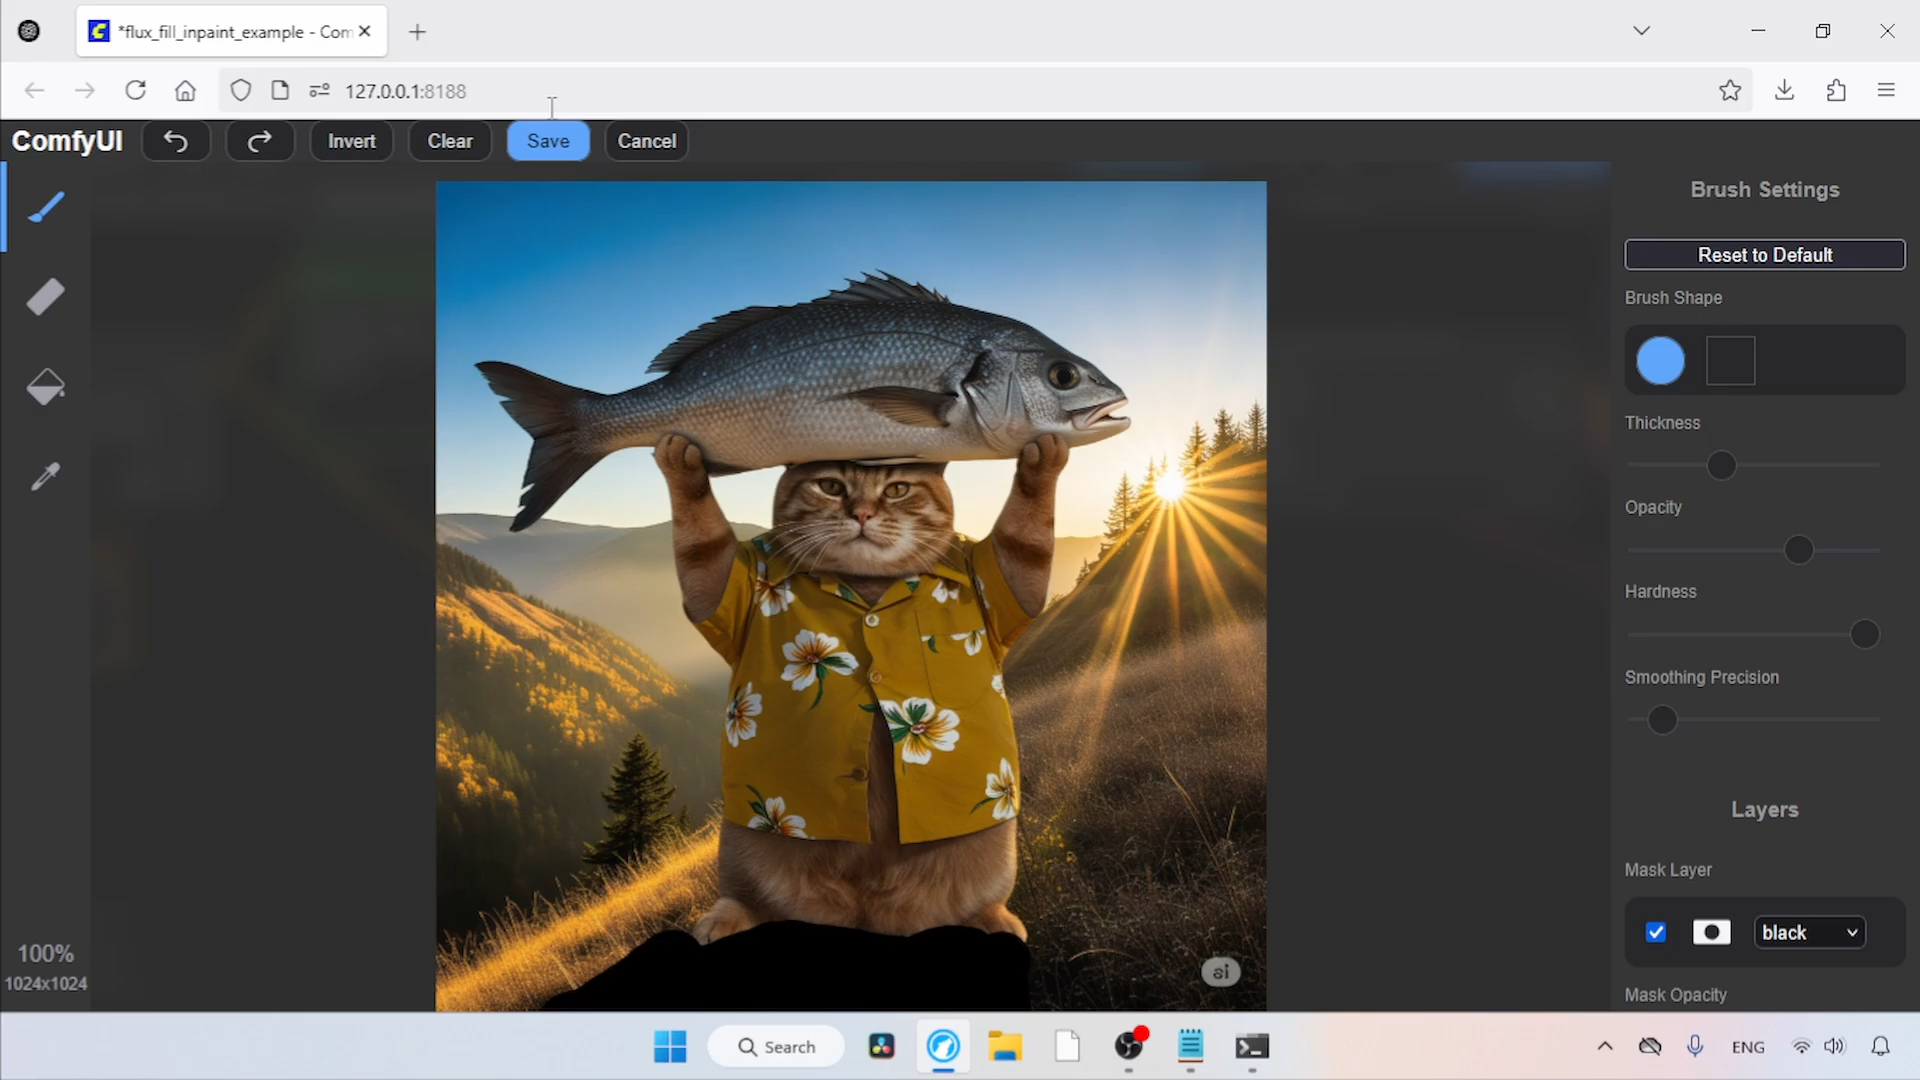 *flux_fill_inpaint_example - Com
127.0.0.1:8188
ComfyUI
Invert
Clear
Save
Cancel
Brush Settings
Reset to Default
Brush Shape
Thickness
Opacity
Hardness
Smoothing Precision
Layers
Mask Layer
black
Mask Opacity
100%
1024x1024
ai
Search
ENG